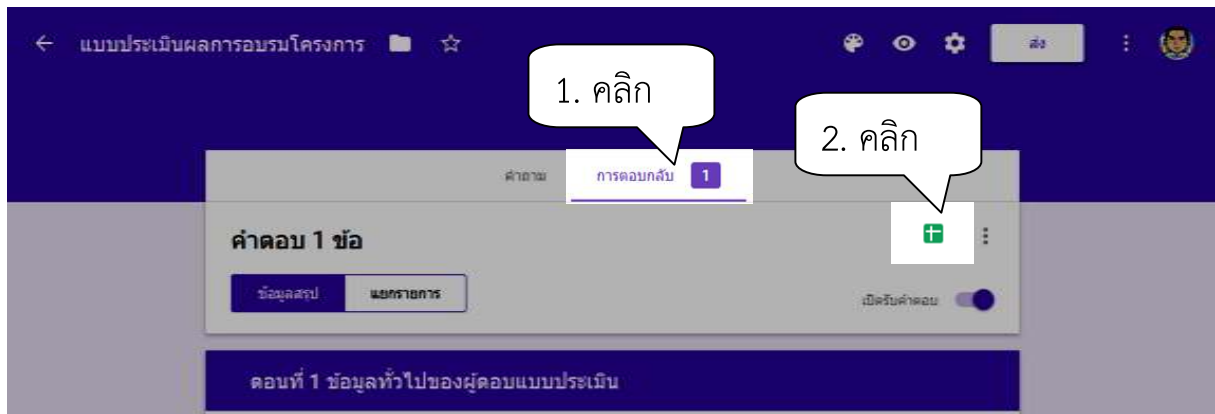 แบบประเมินผลการอบรมโครงการ
ส่ง
1. คลิก
2. คลิก
คำถาม
การตอบกลับ 1
คำตอบ 1 ข้อ
ข้อมูลสรุป
แยกรายการ
เปิดรับคำตอบ
ตอนที่ 1 ข้อมูลทั่วไปของผู้ตอบแบบประเมิน